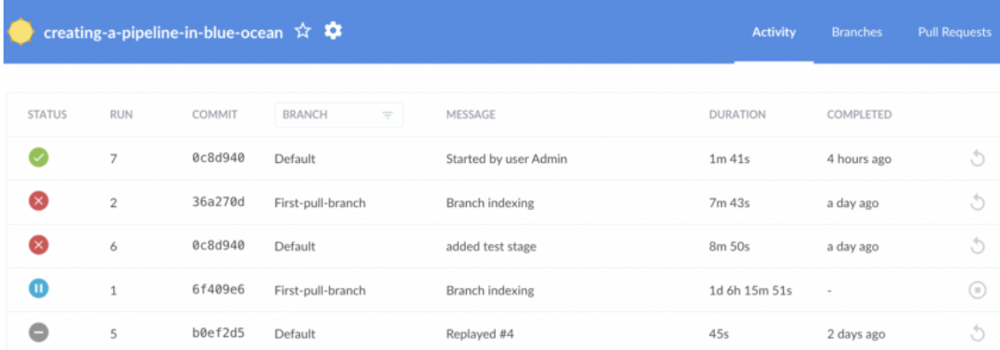 creating-a-pipeline-in-blue-ocean Activity Branches Pull Requests
STATUS RUN COMMIT BRANCH MESSAGE DURATION COMPLETED
7 0c8d940 Default Started by user Admin 1m 41s 4 hours ago
2 36a270d First-pull-branch Branch indexing 7m 43s a day ago
6 0c8d940 Default added test stage 8m 50s a day ago
1 6f409e6 First-pull-branch Branch indexing 1d 6h 15m 51s -
5 b0ef2d5 Default Replayed #4 45s 2 days ago